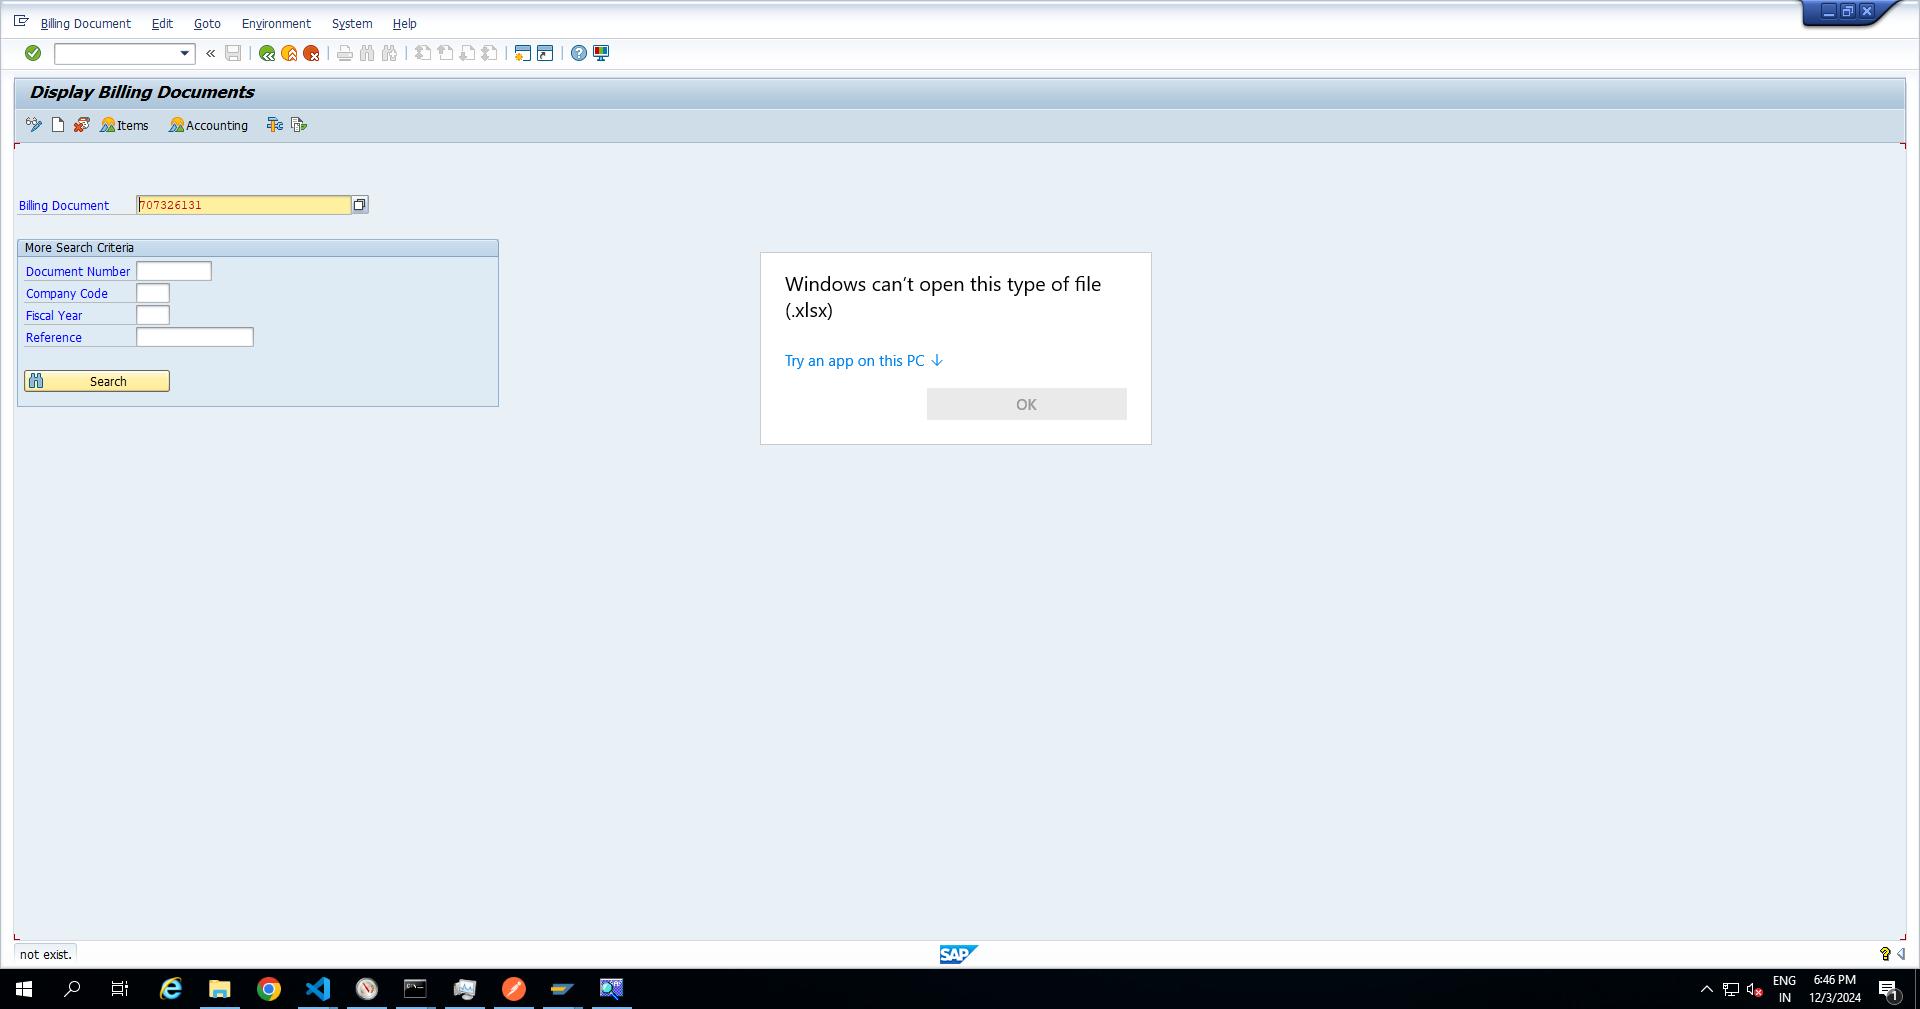 Billing Document Edit Goto Environment System Help
Display Billing Documents
Items Accounting
Billing Document 707326131
More Search Criteria
Document Number
Company Code
Fiscal Year
Reference
Search
Windows can't open this type of file
(.xlsx)
Try an app on this PC
OK
not exist.
SAP
ENG
IN
6:46 PM
12/3/2024
1